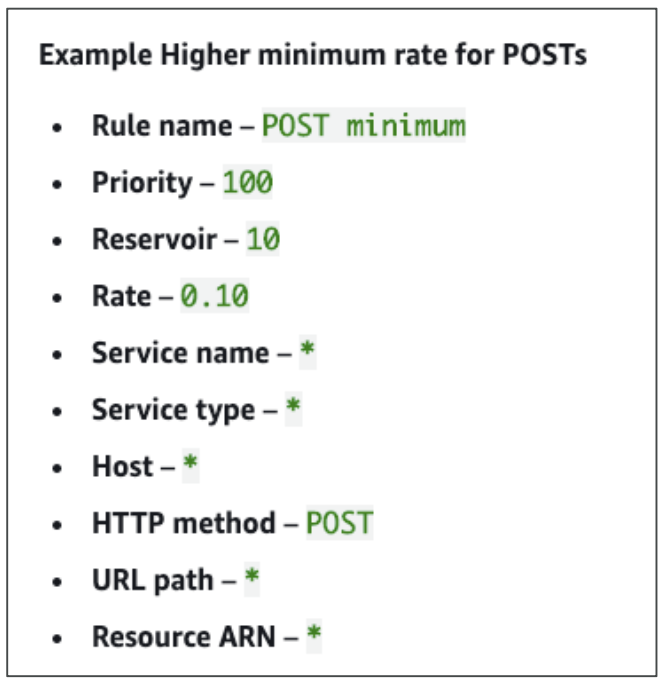 Example Higher minimum rate for POSTs
• Rule name – POST minimum
• Priority – 100
• Reservoir – 10
• Rate – 0.10
• Service name – *
• Service type – *
• Host – *
• HTTP method – POST
• URL path – *
• Resource ARN – *